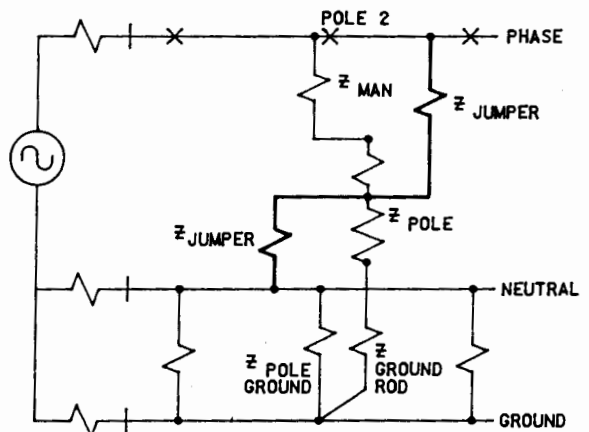 POLE 2
PHASE
Ƶ MAN
Ƶ JUMPER
Ƶ POLE
Ƶ JUMPER
NEUTRAL
Ƶ POLE GROUND
Ƶ GROUND ROD
GROUND